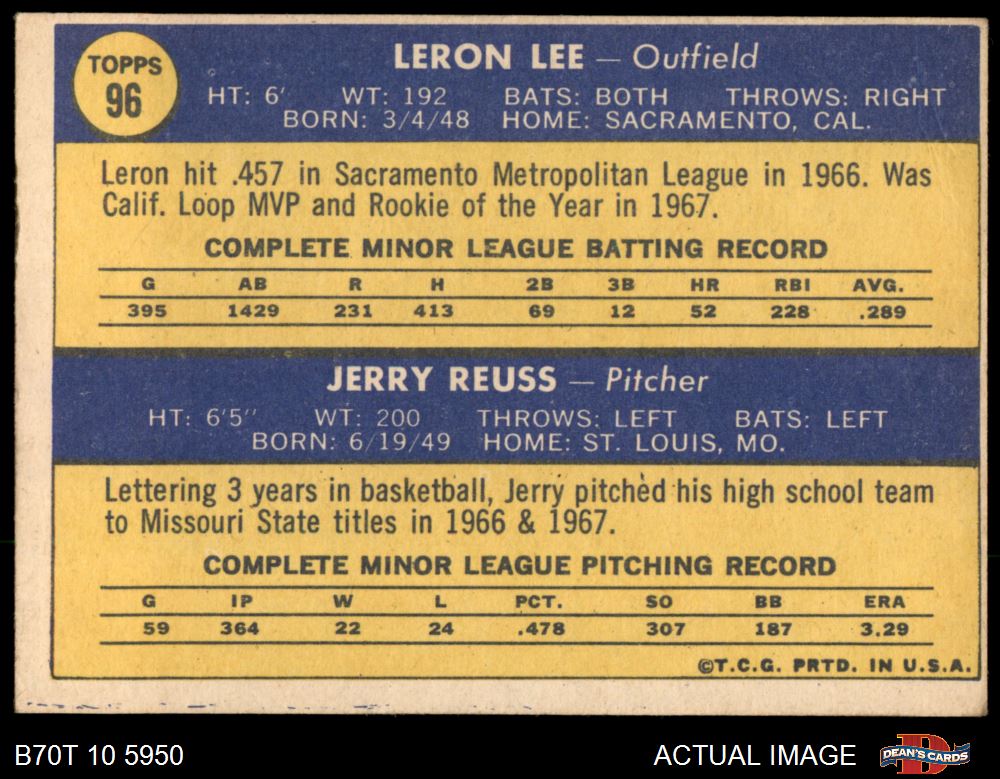 TOPPS
96
LERON LEE — Outfield
HT: 6' WT: 192 BATS: BOTH THROWS: RIGHT
BORN: 3/4/48 HOME: SACRAMENTO, CAL.
Leron hit .457 in Sacramento Metropolitan League in 1966. Was
Calif. Loop MVP and Rookie of the Year in 1967.
COMPLETE MINOR LEAGUE BATTING RECORD
G AB R H 2B 3B HR RBI AVG.
395 1429 231 413 69 12 52 228 .289
JERRY REUSS — Pitcher
HT: 6'5" WT: 200 THROWS: LEFT BATS: LEFT
BORN: 6/19/49 HOME: ST. LOUIS, MO.
Lettering 3 years in basketball, Jerry pitched his high school team
to Missouri State titles in 1966 & 1967.
COMPLETE MINOR LEAGUE PITCHING RECORD
G IP W L PCT. SO BB ERA
59 364 22 24 .478 307 187 3.29
©T.C.G. PRTD. IN U.S.A.
B70T 10 5950 ACTUAL IMAGE DEAN'S CARDS